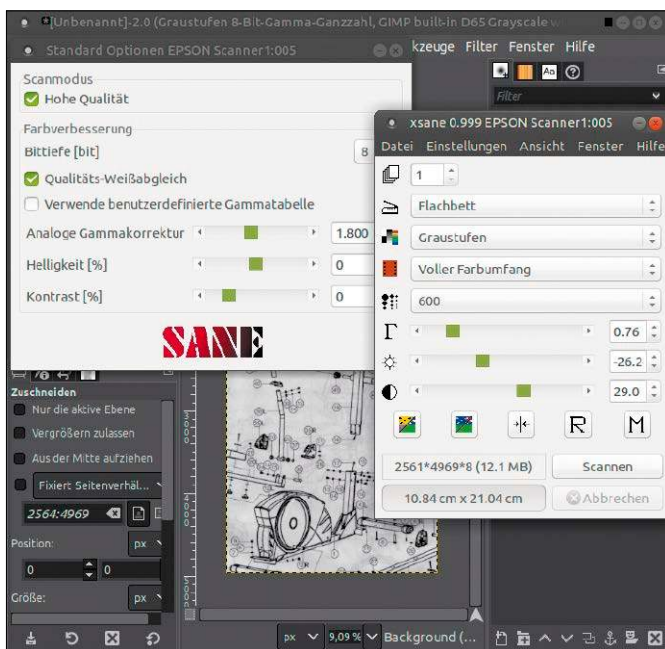 *[Unbenannt]-2.0 (Graustufen 8-Bit-Gamma-Ganzzahl, GIMP built-in D65 Grayscale w
kzeuge Filter Fenster Hilfe
Filter
Standard Optionen EPSON Scanner1:005
Scanmodus
Hohe Qualität
Farbverbesserung
Bittiefe [bit]
8
Qualitäts-Weißabgleich
Verwende benutzerdefinierte Gammatabelle
Analoge Gammakorrektur
1.800
Helligkeit [%]
0
Kontrast [%]
0
SANE
xsane 0.999 EPSON Scanner1:005
Datei Einstellungen Ansicht Fenster Hilfe
1
Flachbett
Graustufen
Voller Farbumfang
600
Γ
0.76
-26.2
29.0
R M
2561*4969*8 (12.1 MB)
Scannen
10.84 cm x 21.04 cm
Abbrechen
Zuschneiden
Nur die aktive Ebene
Vergrößern zulassen
Aus der Mitte aufziehen
Fixiert Seitenverhäl...
2564:4969
Position:
px
0
0
Größe:
px
px
9,09 %
Background (...